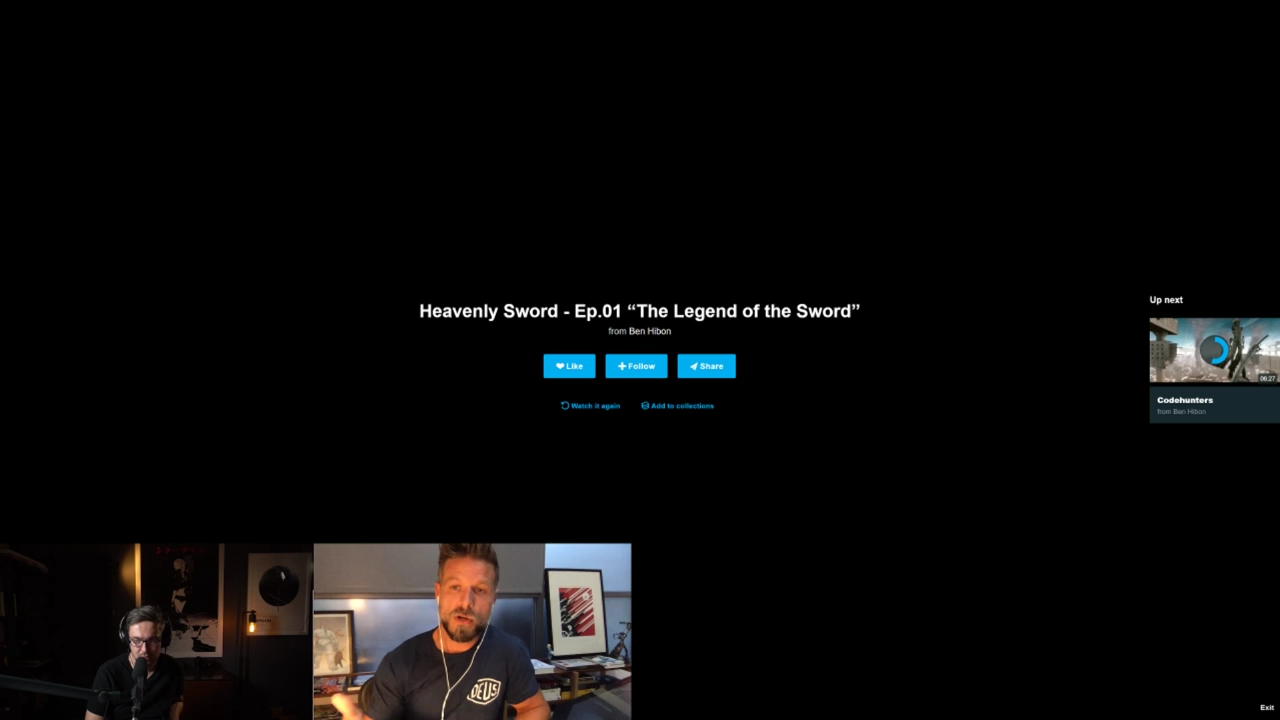 Heavenly Sword - Ep.01 “The Legend of the Sword”
from Ben Hibon
Like
Follow
Share
Watch it again
Add to collections
Up next
06:27
Codehunters
from Ben Hibon
DEUS
Exit